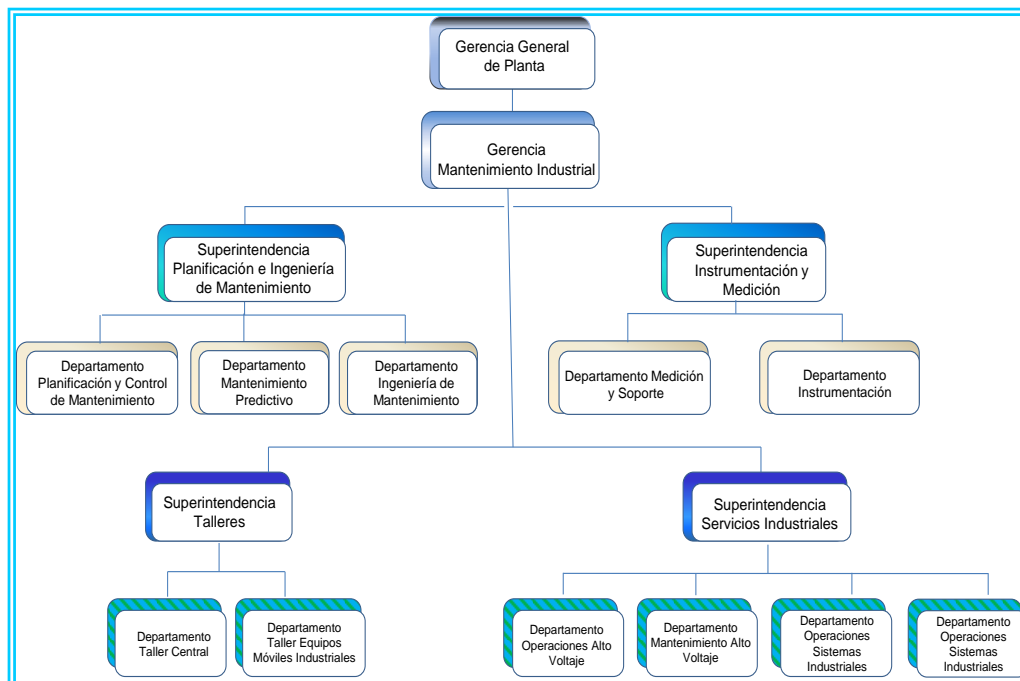 Gerencia General
de Planta
Gerencia
Mantenimiento Industrial
Superintendencia
Planificación e Ingeniería
de Mantenimiento
Superintendencia
Instrumentación y
Medición
Departamento
Planificación y Control
de Mantenimiento
Departamento
Mantenimiento
Predictivo
Departamento
Ingeniería de
Mantenimiento
Departamento Medición
y Soporte
Departamento
Instrumentación
Superintendencia
Talleres
Superintendencia
Servicios Industriales
Departamento
Taller Central
Departamento
Taller Equipos
Móviles Industriales
Departamento
Operaciones Alto
Voltaje
Departamento
Mantenimiento Alto
Voltaje
Departamento
Operaciones
Sistemas
Industriales
Departamento
Operaciones
Sistemas
Industriales